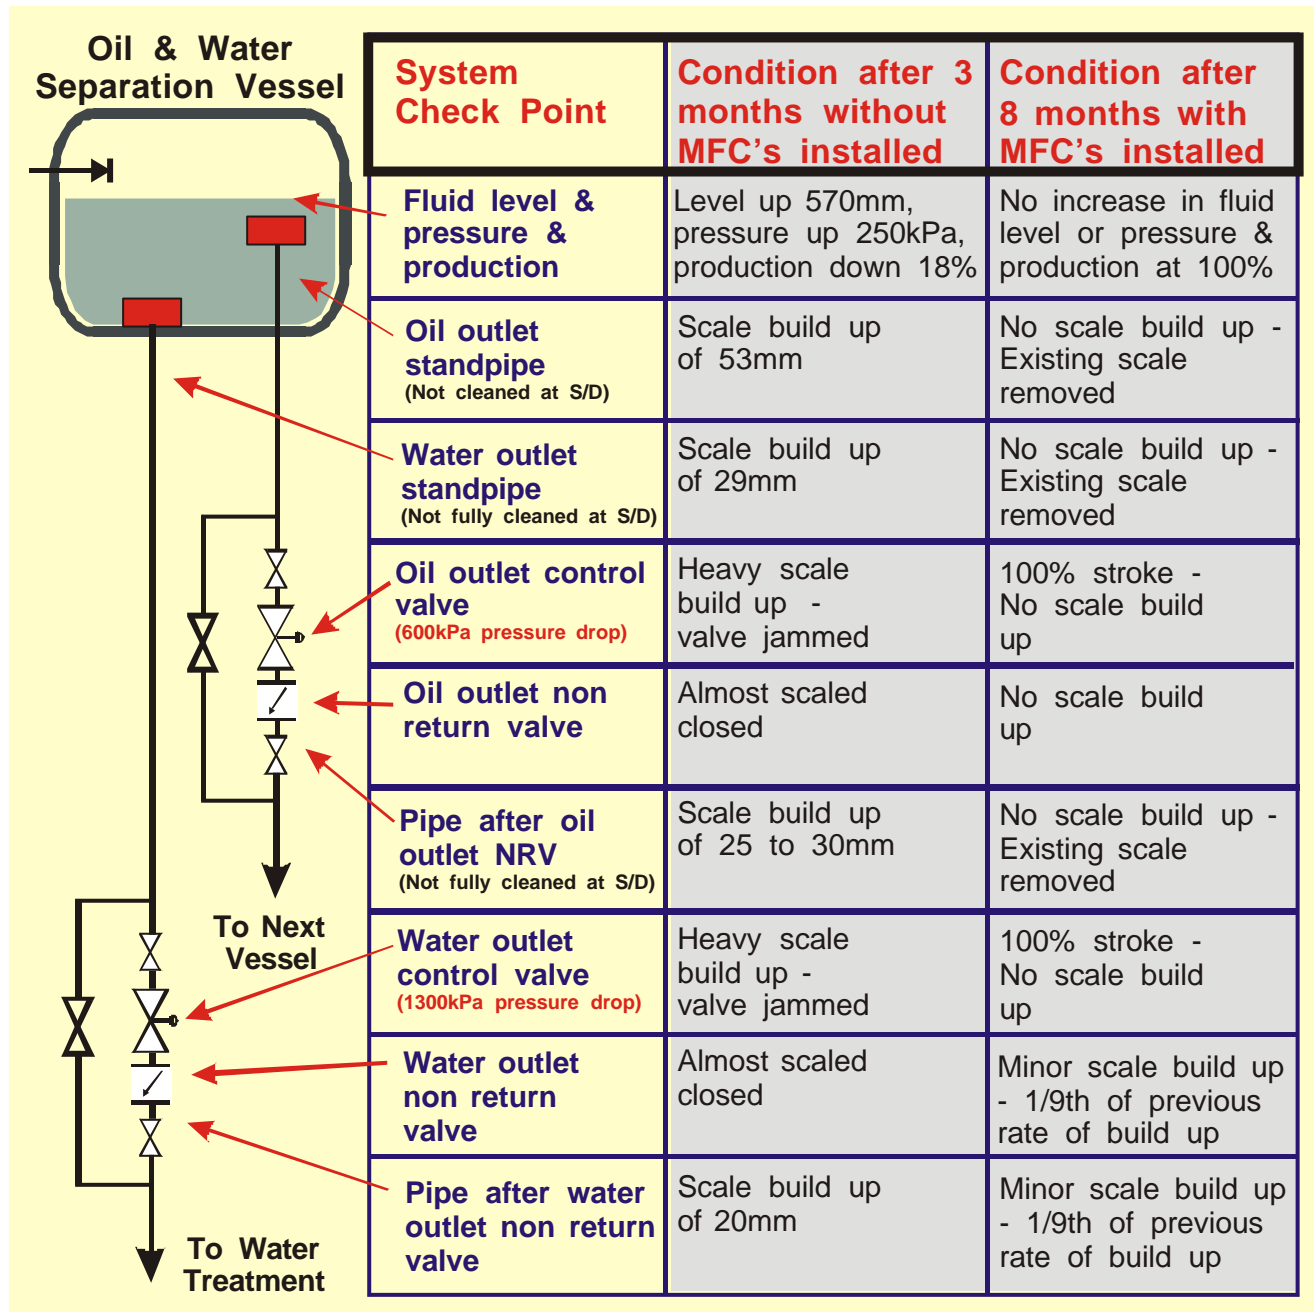 Oil & Water
Separation Vessel
System
Check Point
Condition after 3
months without
MFC's installed
Condition after
8 months with
MFC's installed
Fluid level &
pressure &
production
Level up 570mm,
pressure up 250kPa,
production down 18%
No increase in fluid
level or pressure &
production at 100%
Oil outlet
standpipe
(Not cleaned at S/D)
Scale build up
of 53mm
No scale build up -
Existing scale
removed
Water outlet
standpipe
(Not fully cleaned at S/D)
Scale build up
of 29mm
No scale build up -
Existing scale
removed
Oil outlet control
valve
(600kPa pressure drop)
Heavy scale
build up -
valve jammed
100% stroke -
No scale build
up
Oil outlet non
return valve
Almost scaled
closed
No scale build
up
Pipe after oil
outlet NRV
(Not fully cleaned at S/D)
Scale build up
of 25 to 30mm
No scale build up -
Existing scale
removed
To Next
Vessel
Water outlet
control valve
(1300kPa pressure drop)
Heavy scale
build up -
valve jammed
100% stroke -
No scale build
up
Water outlet
non return
valve
Almost scaled
closed
Minor scale build up
- 1/9th of previous
rate of build up
Pipe after water
outlet non return
valve
Scale build up
of 20mm
Minor scale build up
- 1/9th of previous
rate of build up
To Water
Treatment